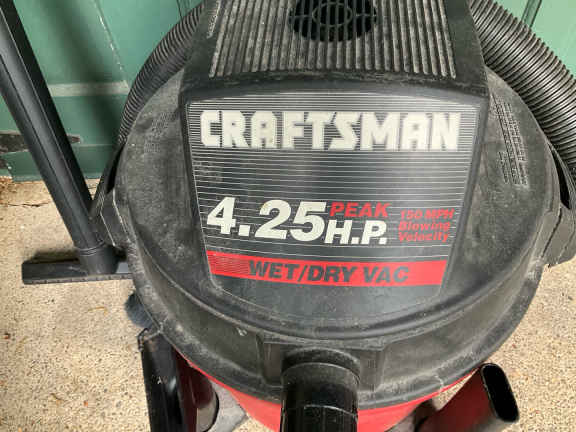 CRAFTSMAN
4.25 PEAK H.P.
150 MPH
Blowing
Velocity
WET/DRY VAC